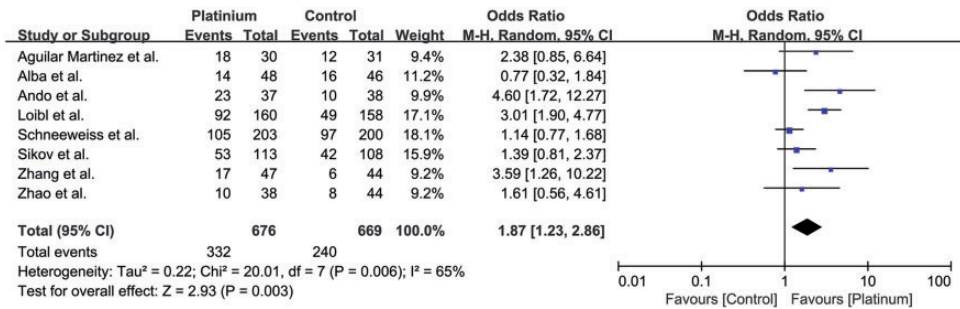 Platinium Control Odds Ratio Odds Ratio
Study or Subgroup Events Total Events Total Weight M-H, Random, 95% CI M-H, Random, 95% CI
Aguilar Martinez et al. 18 30 12 31 9.4% 2.38 [0.85, 6.64]
Alba et al. 14 48 16 46 11.2% 0.77 [0.32, 1.84]
Ando et al. 23 37 10 38 9.9% 4.60 [1.72, 12.27]
Loibl et al. 92 160 49 158 17.1% 3.01 [1.90, 4.77]
Schneeweiss et al. 105 203 97 200 18.1% 1.14 [0.77, 1.68]
Sikov et al. 53 113 42 108 15.9% 1.39 [0.81, 2.37]
Zhang et al. 17 47 6 44 9.2% 3.59 [1.26, 10.22]
Zhao et al. 10 38 8 44 9.2% 1.61 [0.56, 4.61]
Total (95% CI) 676 669 100.0% 1.87 [1.23, 2.86]
Total events 332 240
Heterogeneity: Tau² = 0.22; Chi² = 20.01, df = 7 (P = 0.006); I² = 65%
Test for overall effect: Z = 2.93 (P = 0.003)
0.01 0.1 1 10 100
Favours [Control] Favours [Platinum]